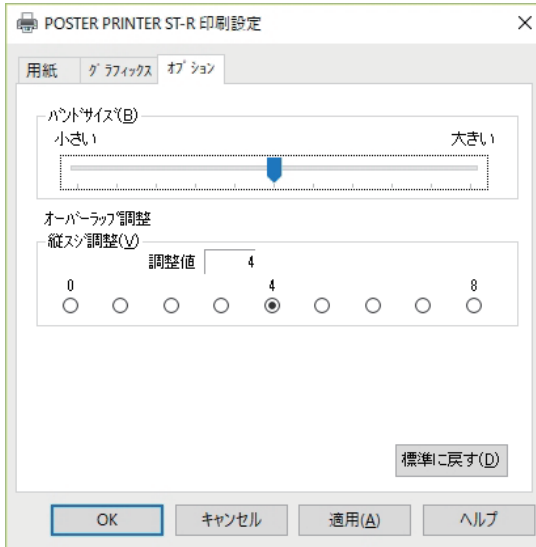 POSTER PRINTER ST-R 印刷設定
用紙 グラフィックス オプション
バンドサイズ(B)
小さい 大きい
オーバーラップ調整
縦スジ調整(V)
調整値 4
0 4 8
標準に戻す(D)
OK キャンセル 適用(A) ヘルプ